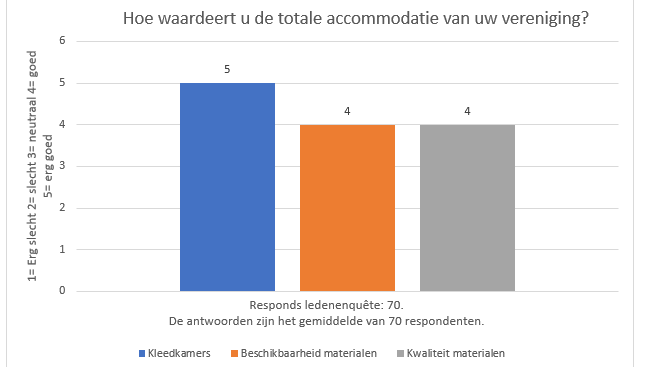 Hoe waardeert u de totale accommodatie van uw vereniging?
1= Erg slecht 2= slecht 3= neutraal 4= goed
5= erg goed
6
5
4
3
2
1
0
5
4
4
Responds ledenenquête: 70.
De antwoorden zijn het gemiddelde van 70 respondenten.
Kleedkamers
Beschikbaarheid materialen
Kwaliteit materialen